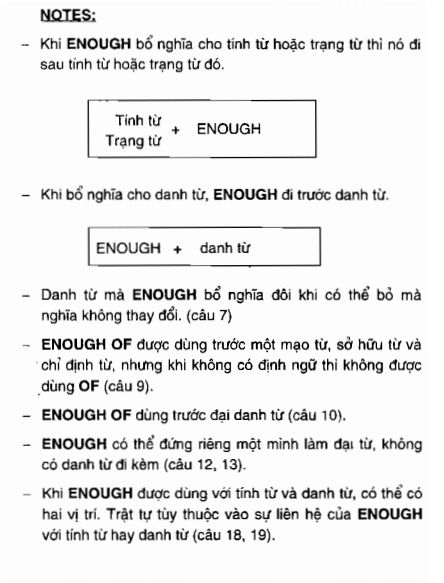 NOTES:
– Khi ENOUGH bổ nghĩa cho tính từ hoặc trạng từ thì nó đi
sau tính từ hoặc trạng từ đó.
Tính từ
Trạng từ + ENOUGH
– Khi bổ nghĩa cho danh từ, ENOUGH đi trước danh từ.
ENOUGH + danh từ
– Danh từ mà ENOUGH bổ nghĩa đôi khi có thể bỏ mà
nghĩa không thay đổi. (câu 7)
– ENOUGH OF được dùng trước một mạo từ, sở hữu từ và
chỉ định từ, nhưng khi không có định ngữ thì không được
dùng OF (câu 9).
– ENOUGH OF dùng trước đại danh từ (câu 10).
– ENOUGH có thể đứng riêng một mình làm đại từ, không
có danh từ đi kèm (câu 12, 13).
– Khi ENOUGH được dùng với tính từ và danh từ, có thể có
hai vị trí. Trật tự tùy thuộc vào sự liên hệ của ENOUGH
với tính từ hay danh từ (câu 18, 19).